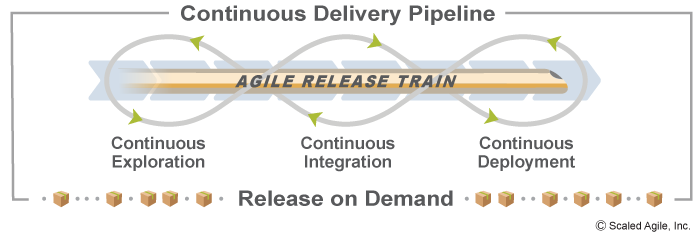 Continuous Delivery Pipeline
AGILE RELEASE TRAIN
Continuous
Exploration
Continuous
Integration
Continuous
Deployment
Release on Demand
© Scaled Agile, Inc.